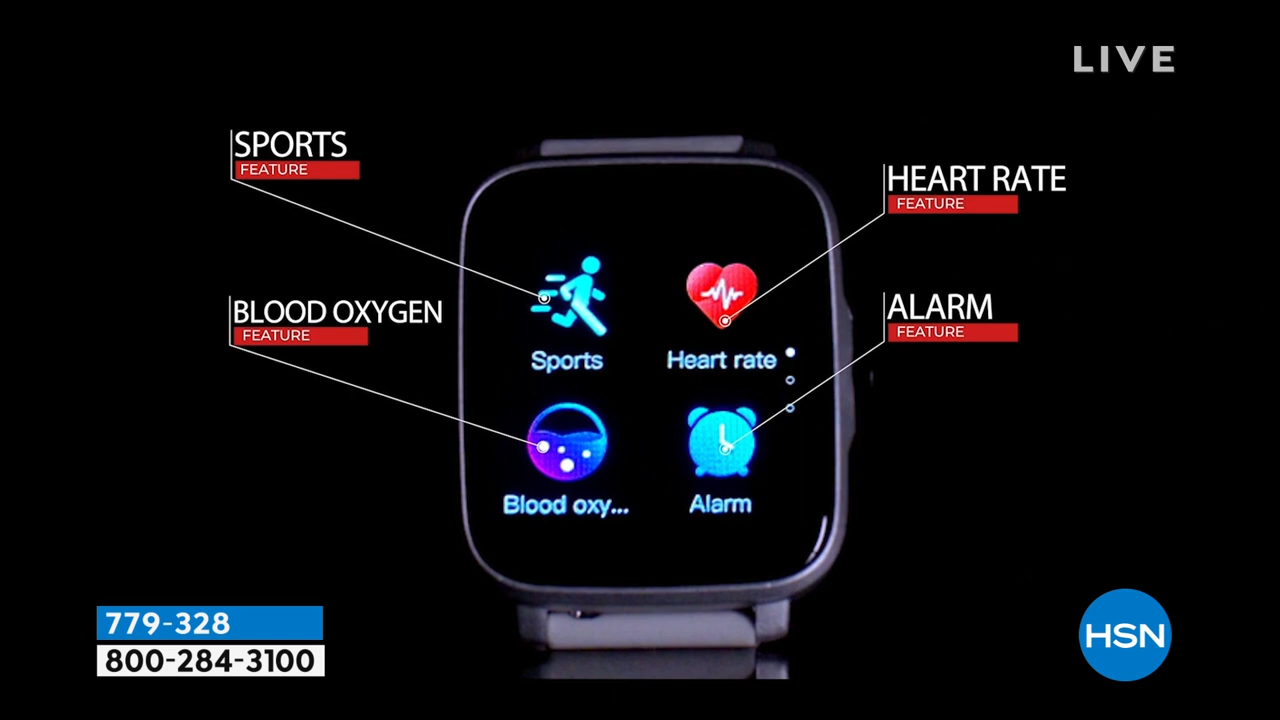 LIVE
SPORTS
FEATURE
HEART RATE
FEATURE
BLOOD OXYGEN
FEATURE
ALARM
FEATURE
Sports
Heart rate
Blood oxy...
Alarm
779-328
800-284-3100
HSN